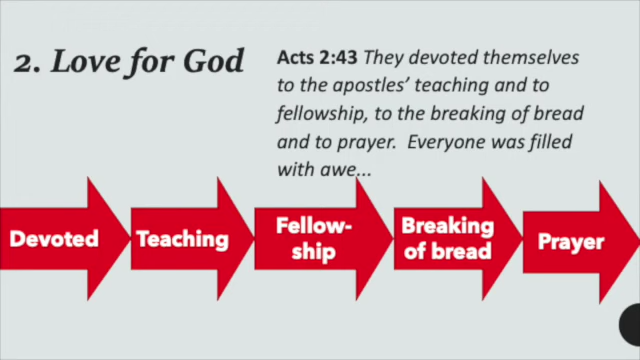 2. Love for God
Acts 2:43 They devoted themselves
to the apostles’ teaching and to
fellowship, to the breaking of bread
and to prayer.  Everyone was filled
with awe...
Devoted
Teaching
Fellow-
ship
Breaking
of bread
Prayer